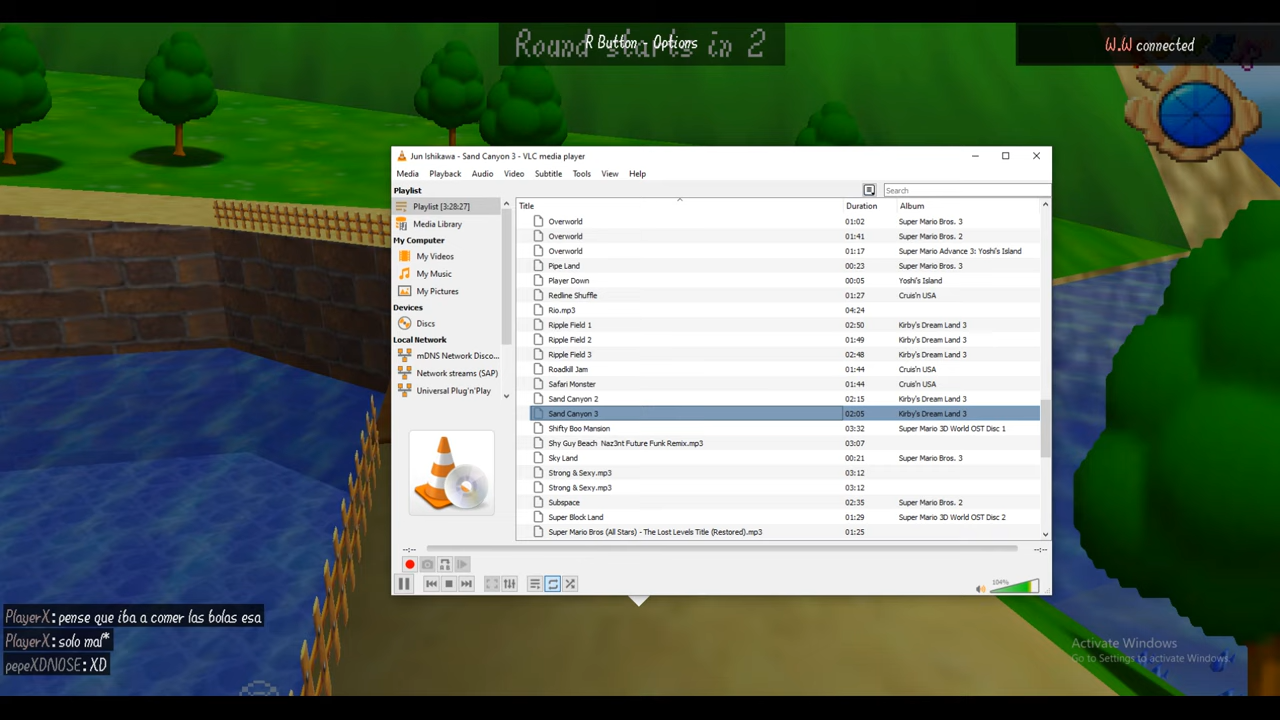 Round starts in 2
R Button - Options
W.W connected
Jun Ishikawa - Sand Canyon 3 - VLC media player
Media Playback Audio Video Subtitle Tools View Help
Playlist
Search
Playlist [3:28:27]
Media Library
My Computer
My Videos
My Music
My Pictures
Devices
Discs
Local Network
mDNS Network Disco...
Network streams (SAP)
Universal Plug'n'Play
Title Duration Album
Overworld 01:02 Super Mario Bros. 3
Overworld 01:41 Super Mario Bros. 2
Overworld 01:17 Super Mario Advance 3: Yoshi's Island
Pipe Land 00:23 Super Mario Bros. 3
Player Down 00:05 Yoshi's Island
Redline Shuffle 01:27 Cruis'n USA
Rio.mp3 04:24
Ripple Field 1 02:50 Kirby's Dream Land 3
Ripple Field 2 01:49 Kirby's Dream Land 3
Ripple Field 3 02:48 Kirby's Dream Land 3
Roadkill Jam 01:44 Cruis'n USA
Safari Monster 01:44 Cruis'n USA
Sand Canyon 2 02:15 Kirby's Dream Land 3
Sand Canyon 3 02:05 Kirby's Dream Land 3
Shifty Boo Mansion 03:32 Super Mario 3D World OST Disc 1
Shy Guy Beach Naz3nt Future Funk Remix.mp3 03:07
Sky Land 00:21 Super Mario Bros. 3
Strong & Sexy.mp3 03:12
Strong & Sexy.mp3 03:12
Subspace 02:35 Super Mario Bros. 2
Super Block Land 01:29 Super Mario 3D World OST Disc 2
Super Mario Bros (All Stars) - The Lost Levels Title (Restored).mp3 01:25
--:-- --:--
104%
PlayerX: pense que iba a comer las bolas esa
PlayerX: solo mal*
pepeXDNOSE: XD
Activate Windows
Go to Settings to activate Windows.